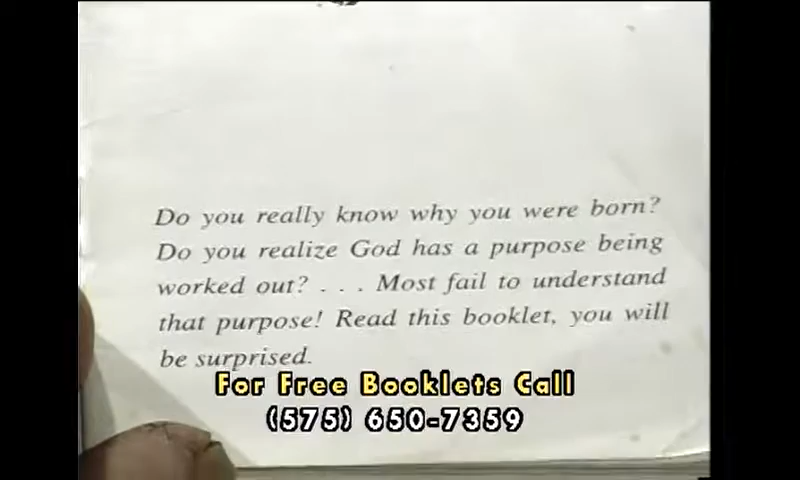 Do you really know why you were born?
Do you realize God has a purpose being
worked out? . . . Most fail to understand
that purpose! Read this booklet, you will
be surprised.
For Free Booklets Call
(575) 650-7359